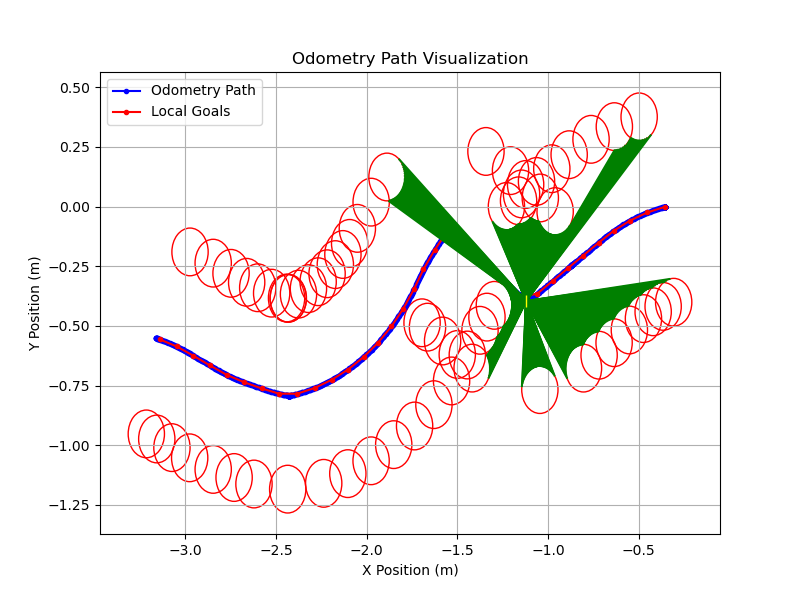 Odometry Path Visualization
Odometry Path
Local Goals
0.50
0.25
0.00
−0.25
−0.50
−0.75
−1.00
−1.25
Y Position (m)
−3.0 −2.5 −2.0 −1.5 −1.0 −0.5
X Position (m)